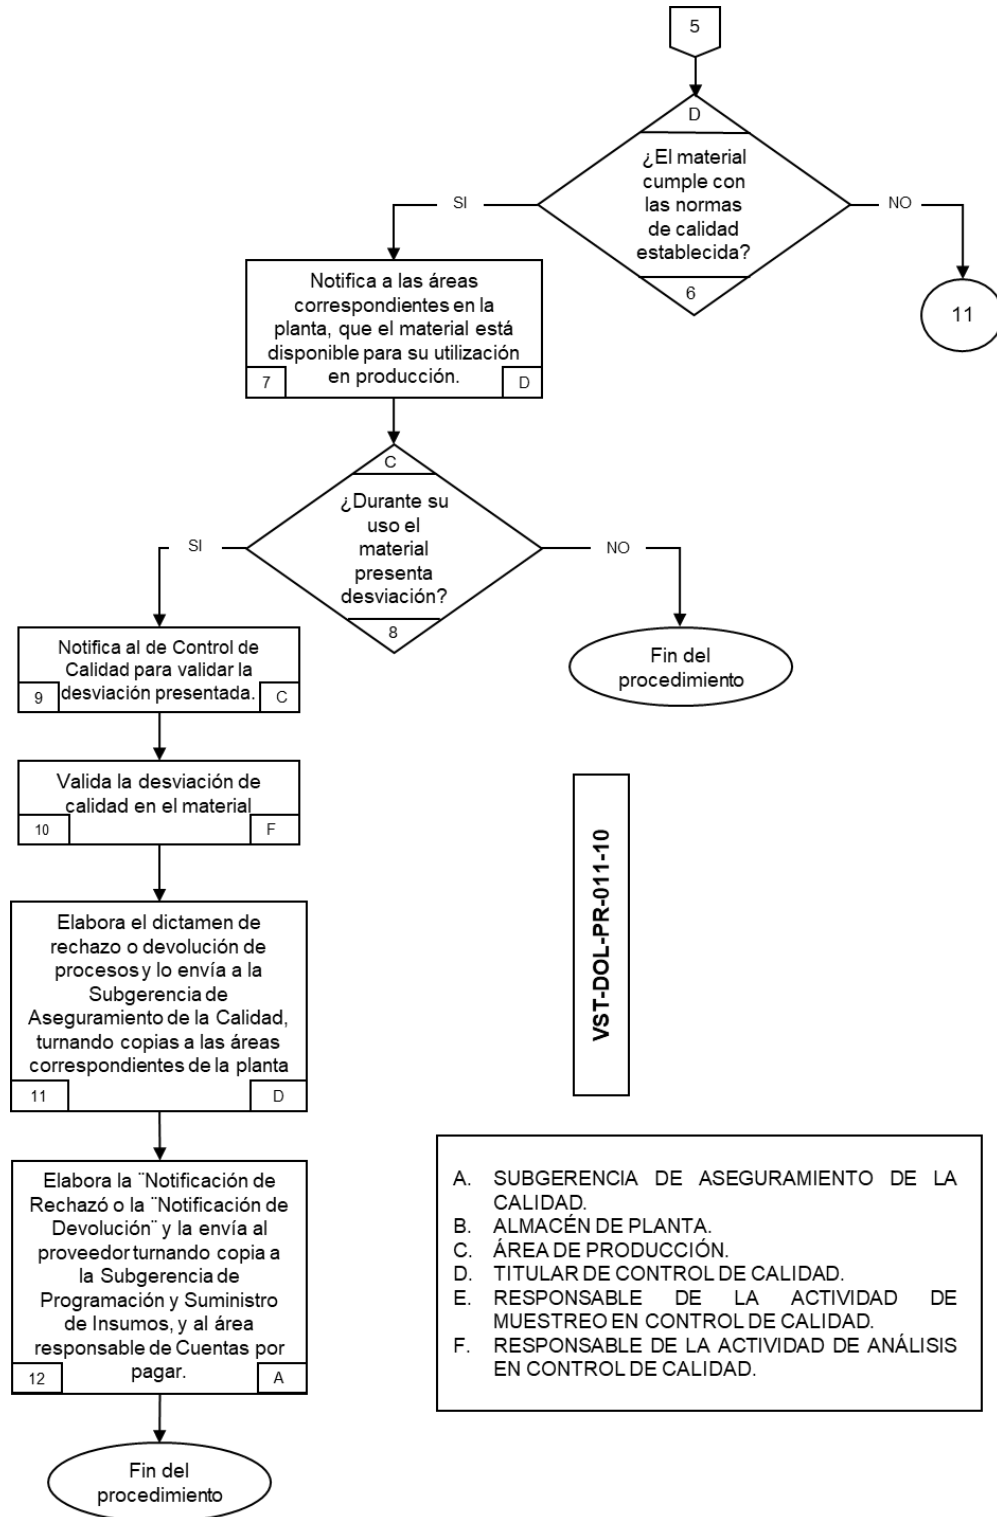 5
D
¿El material
cumple con
las normas
de calidad
establecida?
6
SI
NO
11
Notifica a las áreas
correspondientes en la
planta, que el material está
disponible para su utilización
en producción.
7
D
C
¿Durante su
uso el
material
presenta
desviación?
8
SI
NO
Fin del
procedimiento
Notifica al de Control de
Calidad para validar la
desviación presentada.
9
C
Valida la desviación de
calidad en el material
10
F
Elabora el dictamen de
rechazo o devolución de
procesos y lo envía a la
Subgerencia de
Aseguramiento de la Calidad,
turnando copias a las áreas
correspondientes de la planta
11
D
Elabora la ¨Notificación de
Rechazó o la ¨Notificación de
Devolución¨ y la envía al
proveedor turnando copia a
la Subgerencia de
Programación y Suministro
de Insumos, y al área
responsable de Cuentas por
pagar.
12
A
Fin del
procedimiento
VST-DOL-PR-011-10
A. SUBGERENCIA DE ASEGURAMIENTO DE LA
CALIDAD.
B. ALMACÉN DE PLANTA.
C. ÁREA DE PRODUCCIÓN.
D. TITULAR DE CONTROL DE CALIDAD.
E. RESPONSABLE DE LA ACTIVIDAD DE
MUESTREO EN CONTROL DE CALIDAD.
F. RESPONSABLE DE LA ACTIVIDAD DE ANÁLISIS
EN CONTROL DE CALIDAD.